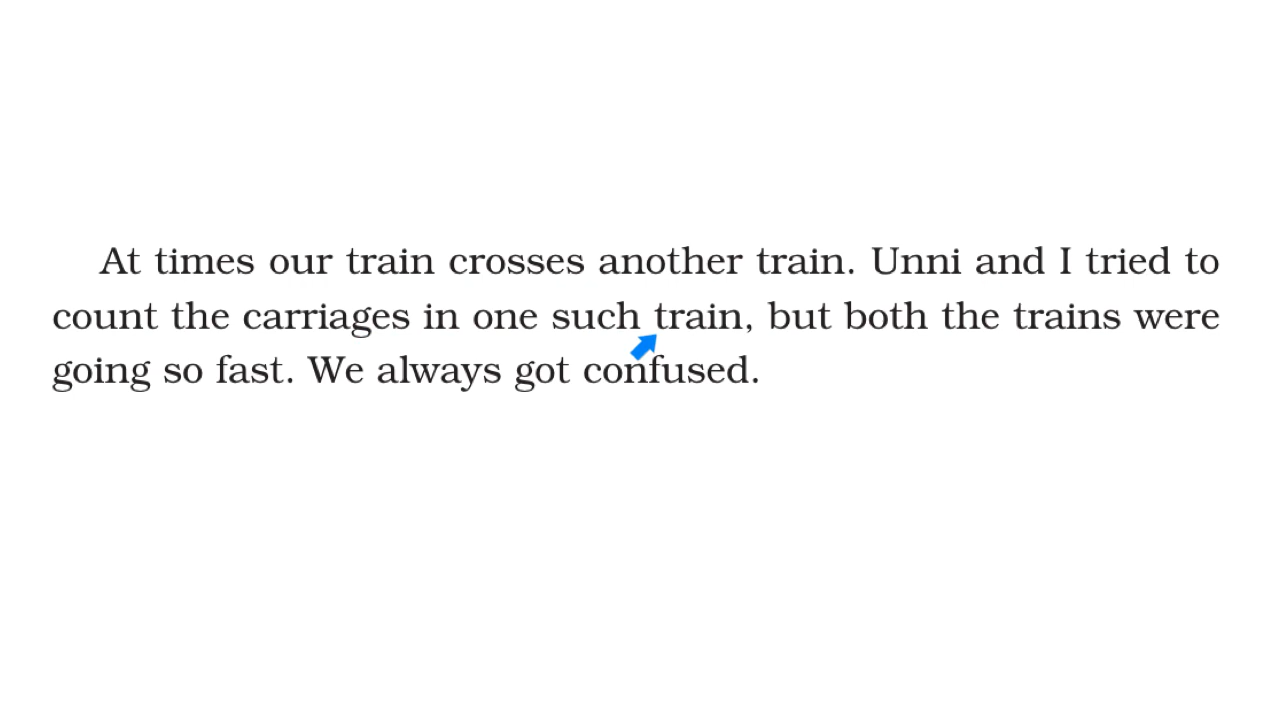 At times our train crosses another train. Unni and I tried to
count the carriages in one such train, but both the trains were
going so fast. We always got confused.